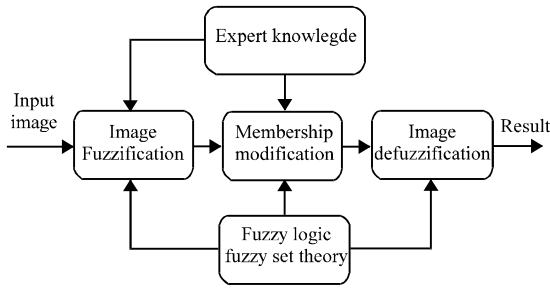 Expert knowlegde
Input
image
Image
Fuzzification
Membership
modification
Image
defuzzification
Result
Fuzzy logic
fuzzy set theory